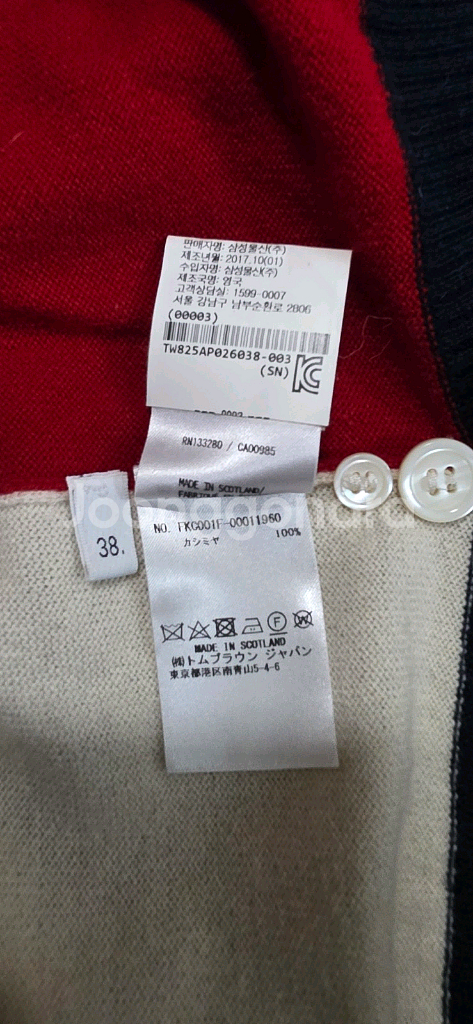 판매자명: 삼성물산(주)
제조년월: 2017.10(01)
수입자명: 삼성물산(주)
제조국명: 영국
고객상담실: 1599-0007
서울 강남구 남부순환로 2806
(00003)
TW825AP026038-003
(SN)
RN133280 / CA00985
MADE IN SCOTLAND/
NO. FKC001F-00011960
カシミヤ 100%
MADE IN SCOTLAND
㈱トムブラウン ジャパン
東京都港区南青山5-4-6
38.
Joonggonara